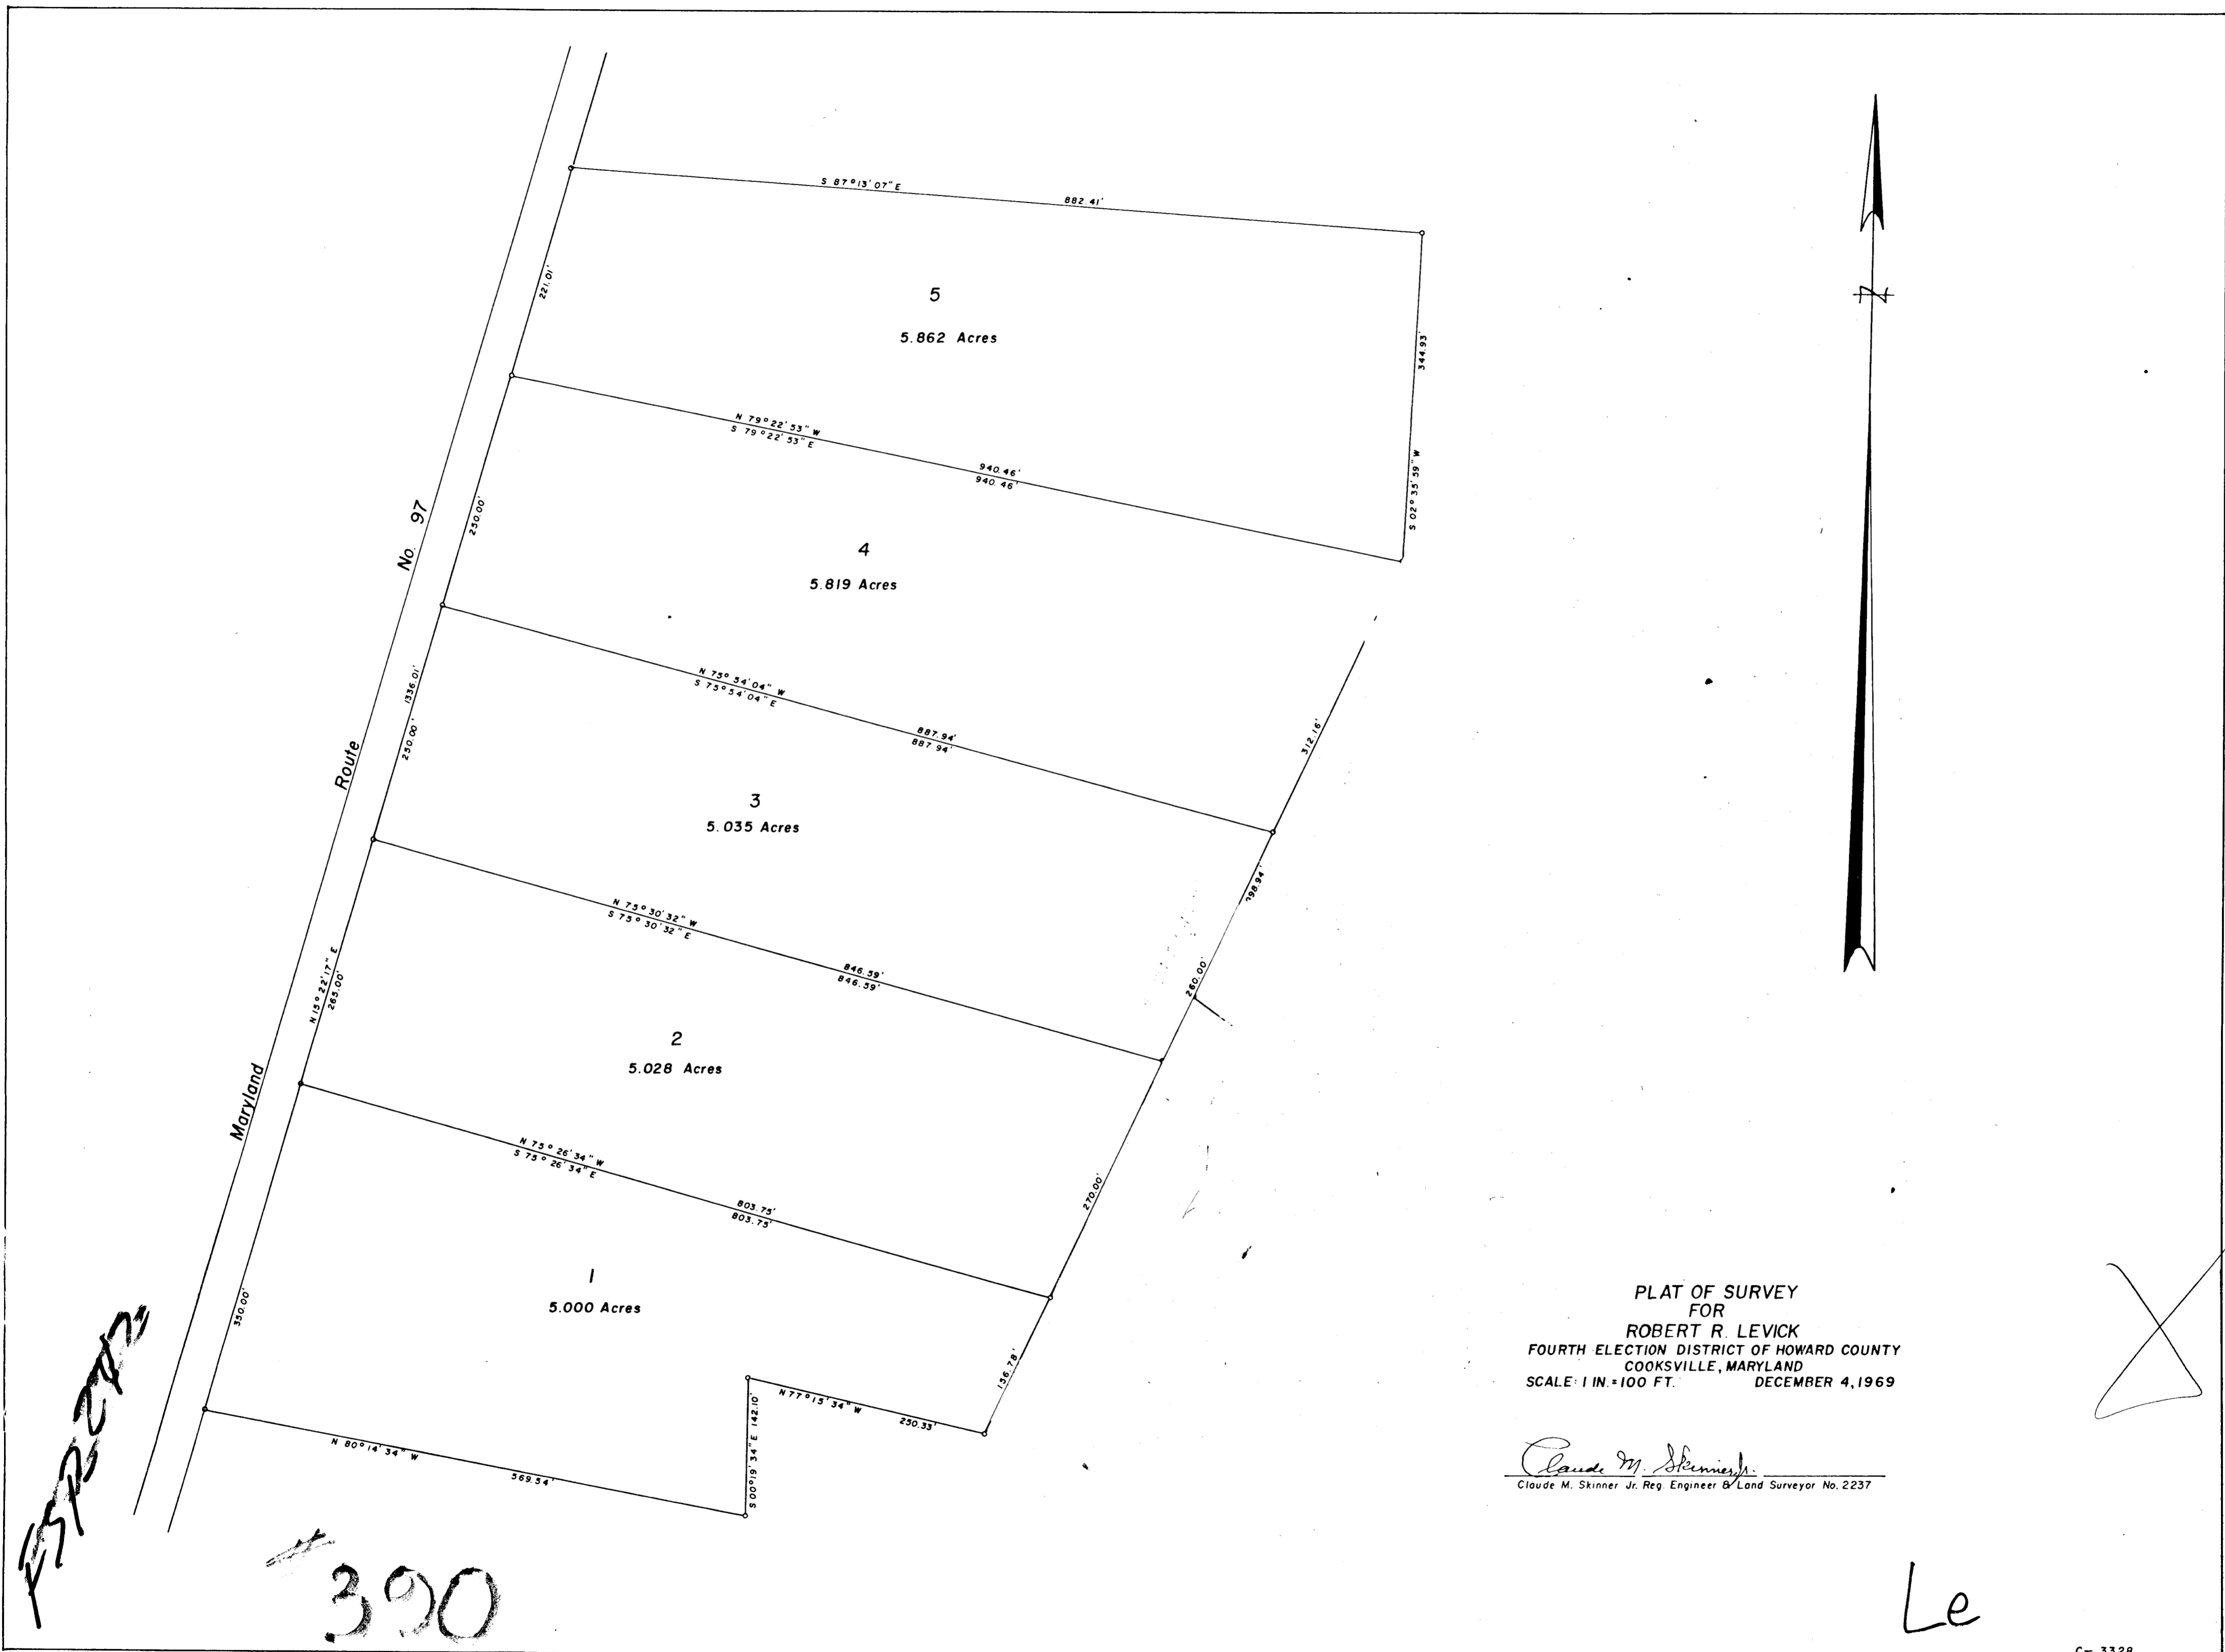 S 87° 13' 07" E
882.41'
221.01'
5
5.862 Acres
344.93'
S 02° 35' 59" W
N 79° 22' 53" W
S 79° 22' 53" E
940.46'
940.46'
250.00'
4
5.819 Acres
Maryland Route No. 97
1336.01'
250.00'
N 75° 54' 04" W
S 75° 54' 04" E
887.94'
887.94'
312.16'
3
5.035 Acres
N 75° 30' 32" W
S 75° 30' 32" E
846.59'
846.59'
260.00'
N 15° 22' 17" E
265.00'
2
5.028 Acres
N 75° 26' 34" W
S 75° 26' 34" E
803.75'
803.75'
270.00'
350.00'
1
5.000 Acres
156.78'
N 77° 15' 34" W
250.33'
S 00° 19' 34" E 142.10'
N 80° 14' 34" W
569.54'
N
PLAT OF SURVEY
FOR
ROBERT R. LEVICK
FOURTH ELECTION DISTRICT OF HOWARD COUNTY
COOKSVILLE, MARYLAND
SCALE: 1 IN. = 100 FT. DECEMBER 4, 1969
Claude M. Skinner Jr.
Claude M. Skinner Jr. Reg. Engineer & Land Surveyor No. 2237
# 390
Le
C- 3328